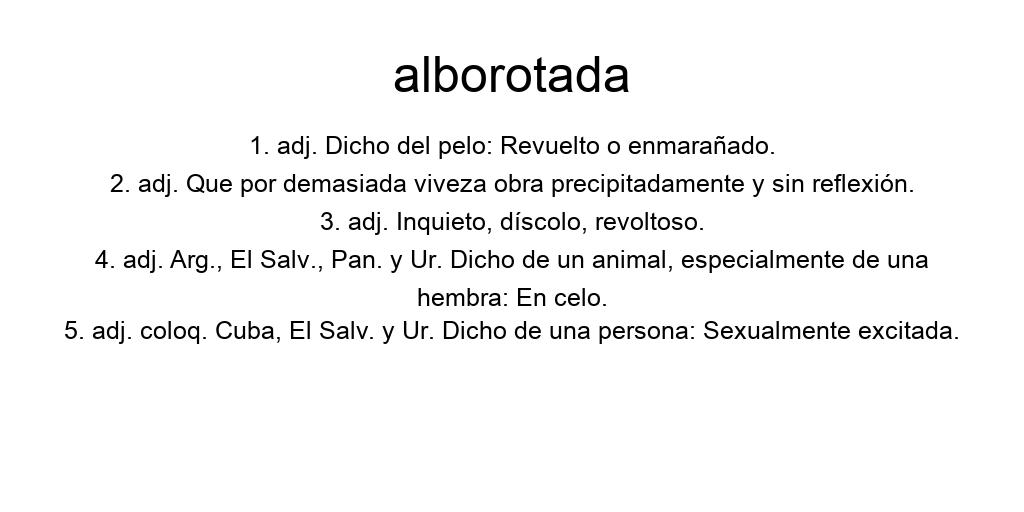 alborotada
1. adj. Dicho del pelo: Revuelto o enmarañado.
2. adj. Que por demasiada viveza obra precipitadamente y sin reflexión.
3. adj. Inquieto, díscolo, revoltoso.
4. adj. Arg., El Salv., Pan. y Ur. Dicho de un animal, especialmente de una
hembra: En celo.
5. adj. coloq. Cuba, El Salv. y Ur. Dicho de una persona: Sexualmente excitada.